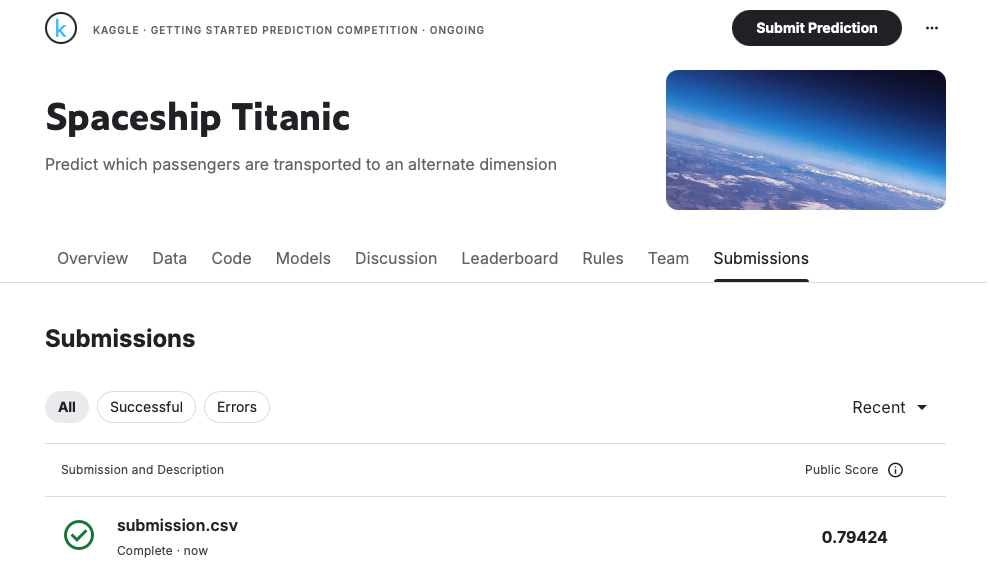 k
KAGGLE · GETTING STARTED PREDICTION COMPETITION · ONGOING
Submit Prediction
Spaceship Titanic
Predict which passengers are transported to an alternate dimension
Overview Data Code Models Discussion Leaderboard Rules Team Submissions
Submissions
All Successful Errors Recent
Submission and Description Public Score
submission.csv
0.79424
Complete · now